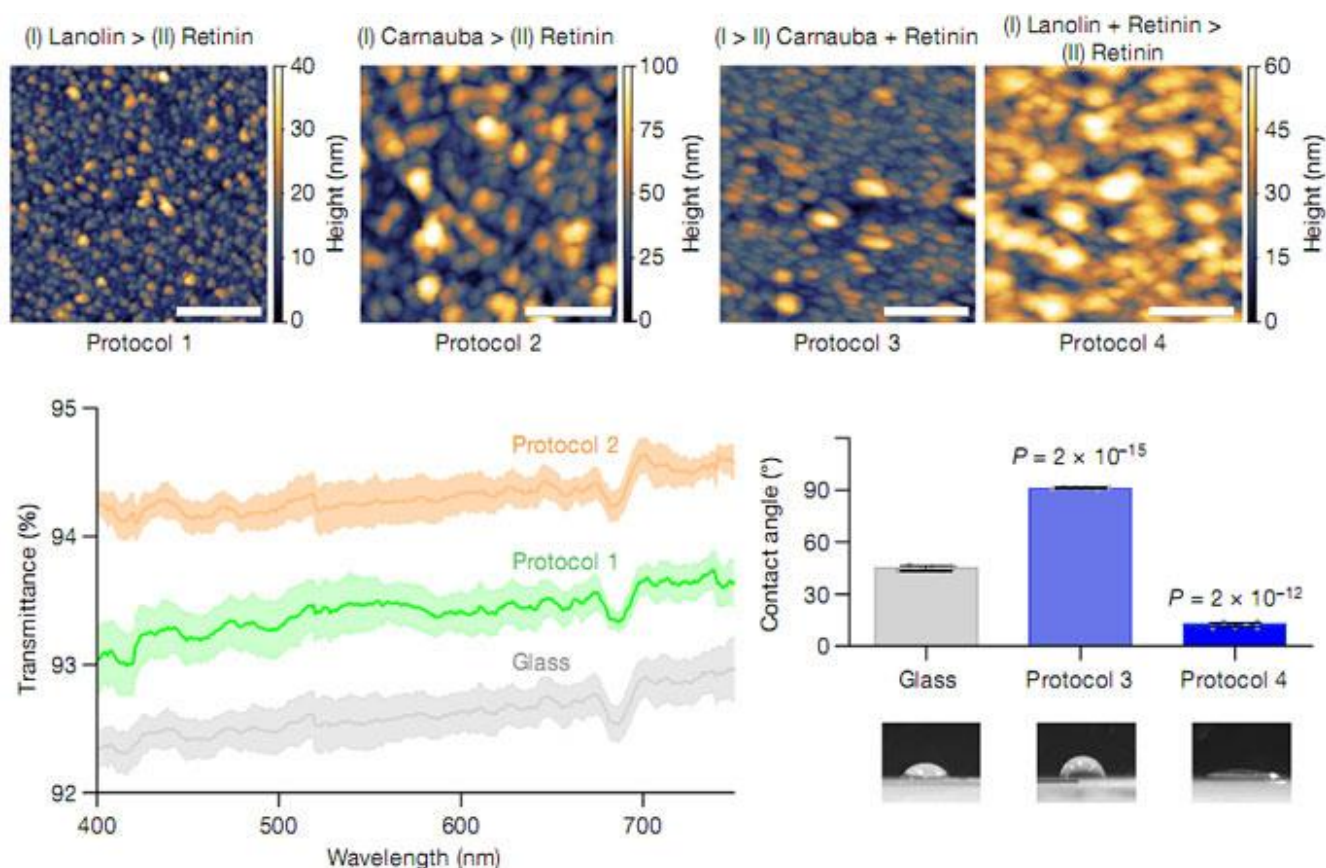 (I) Lanolin > (II) Retinin
(I) Carnauba > (II) Retinin
(I > II) Carnauba + Retinin
(I) Lanolin + Retinin >
(II) Retinin
40
30
20
10
0
Height (nm)
100
75
50
25
0
Height (nm)
60
45
30
15
0
Height (nm)
Protocol 1
Protocol 2
Protocol 3
Protocol 4
95
94
93
92
Transmittance (%)
Protocol 2
Protocol 1
Glass
400
500
600
700
Wavelength (nm)
Contact angle (°)
90
60
30
0
P = 2 × 10⁻¹⁵
P = 2 × 10⁻¹²
Glass
Protocol 3
Protocol 4